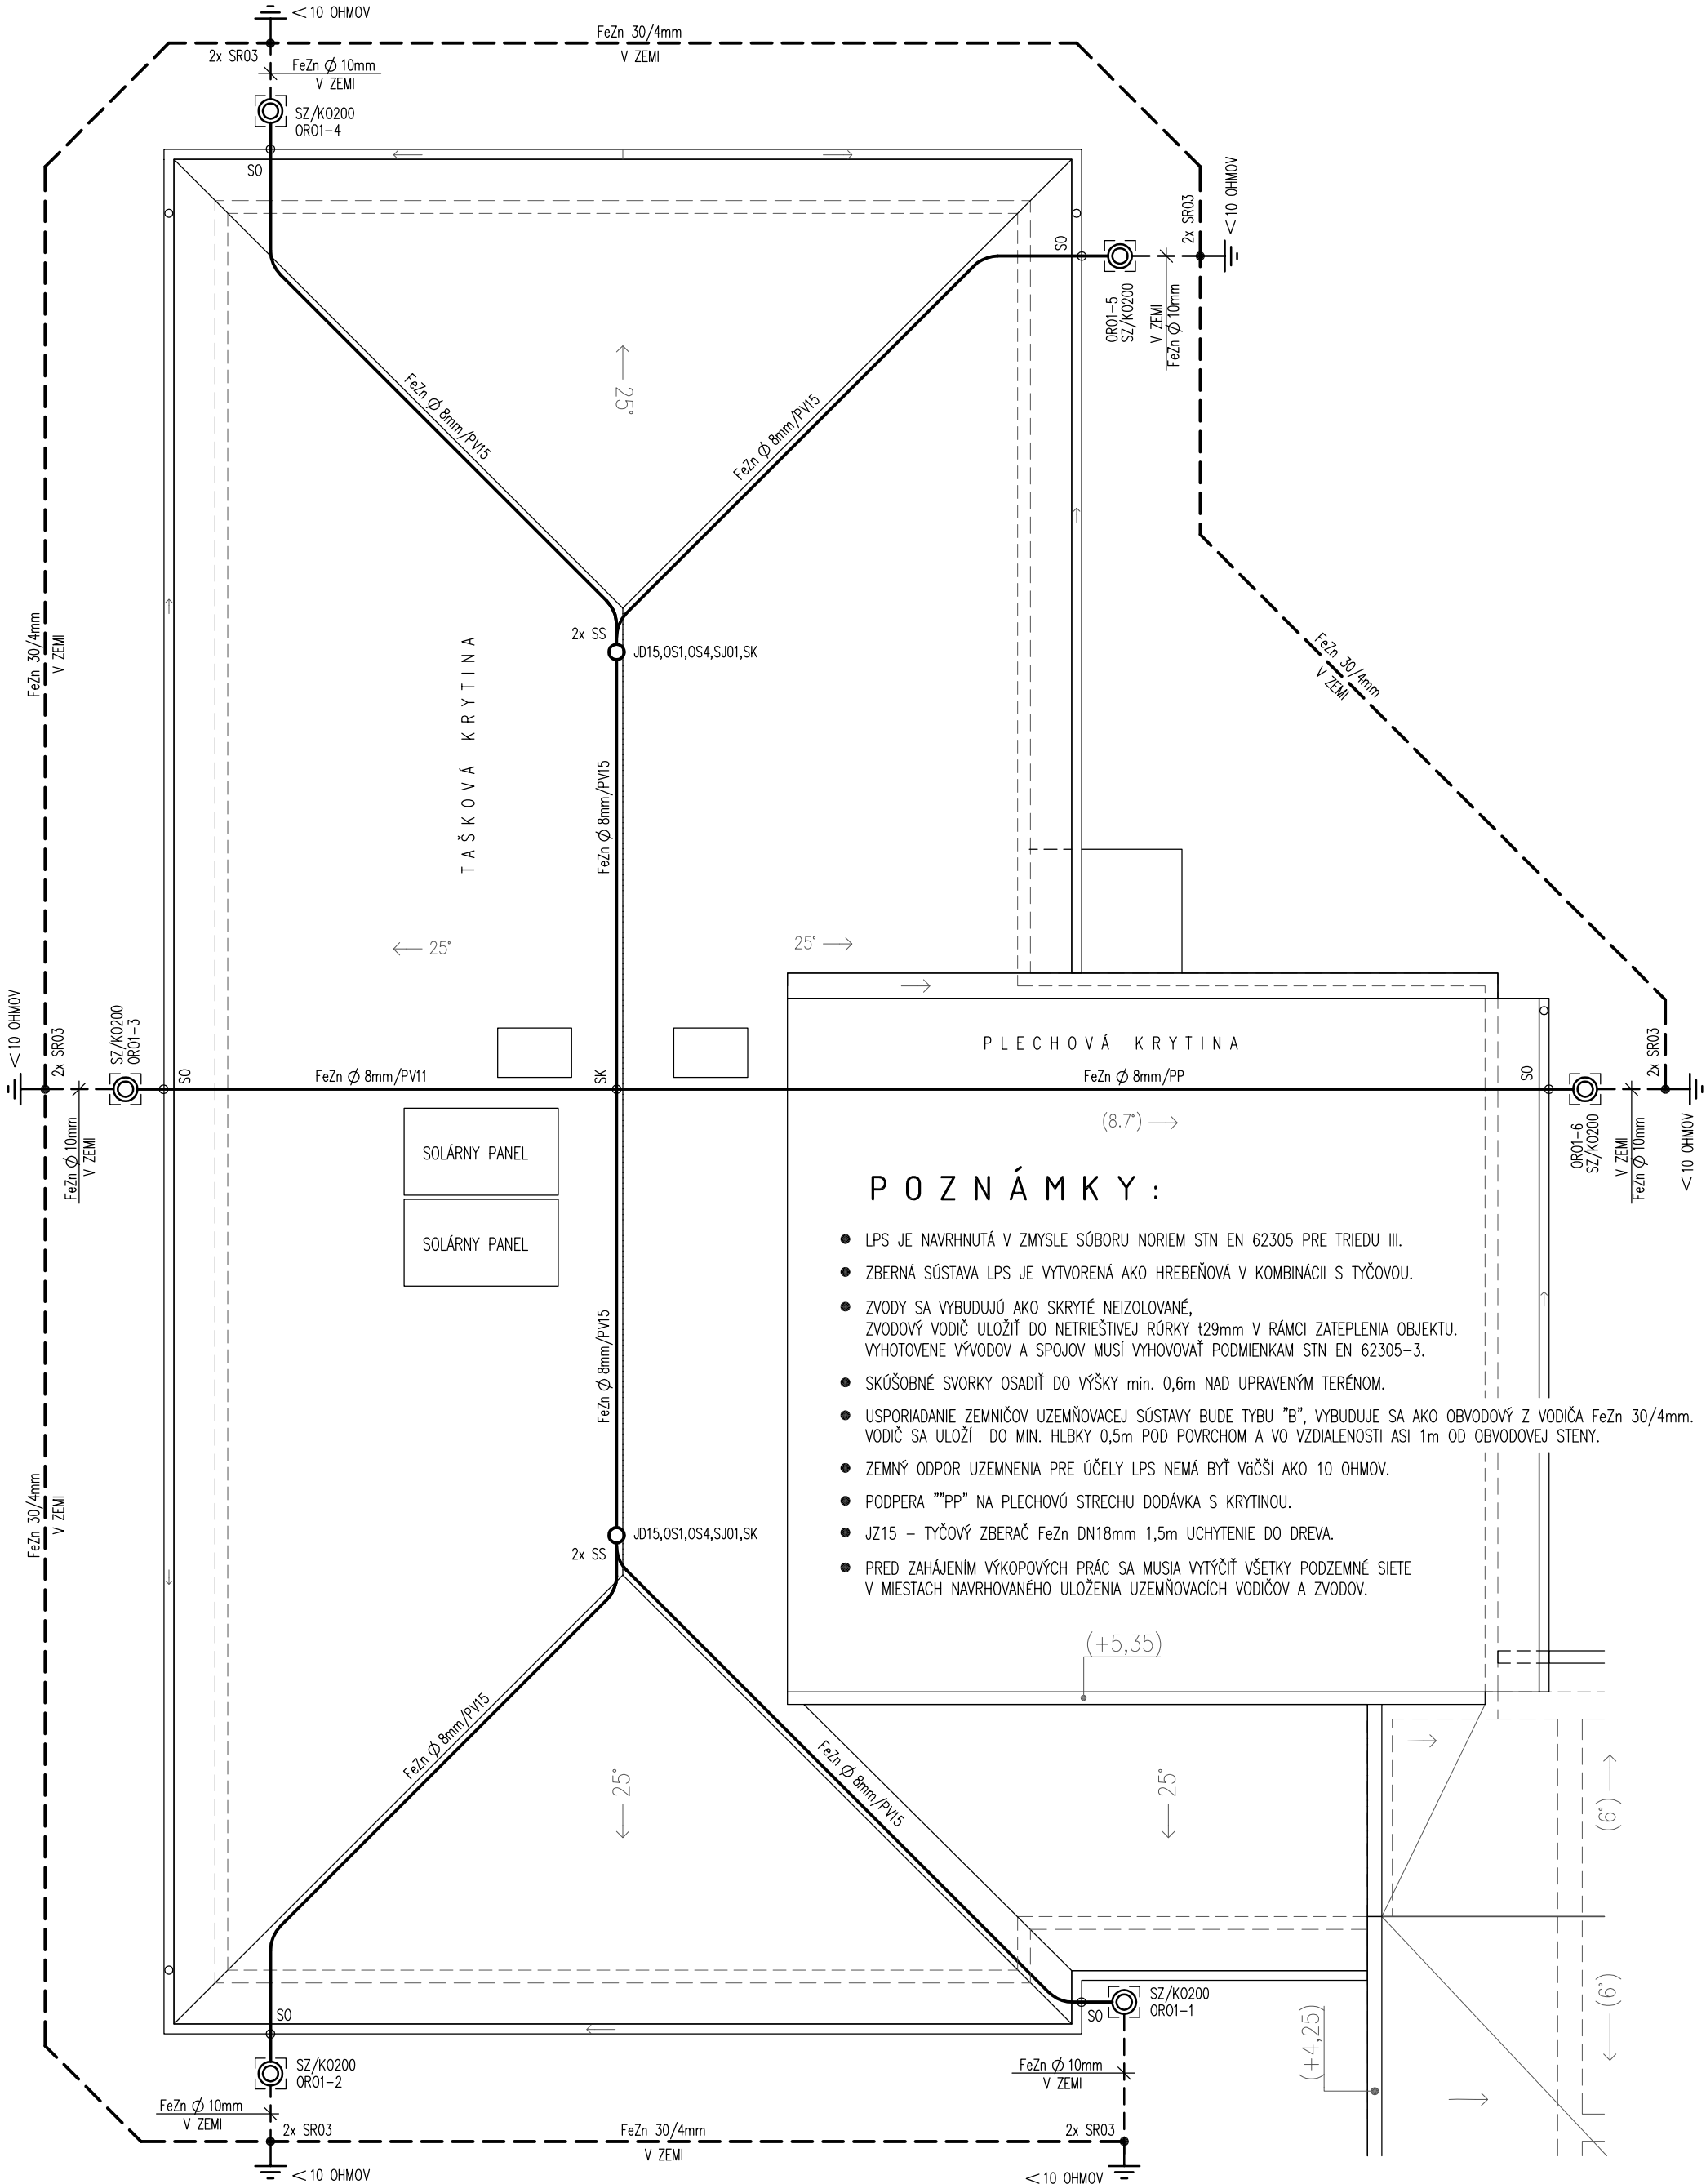 < 10 OHMOV
FeZn 30/4mm
V ZEMI
2x SR03
FeZn Ø 10mm
V ZEMI
SZ/KO200
OR01-4
SO
< 10 OHMOV
2x SR03
SO
OR01-5
SZ/KO200
V ZEMI
FeZn Ø 10mm
25°
FeZn Ø 8mm/PV15
FeZn Ø 8mm/PV15
2x SS
JD15,OS1,OS4,SJ01,SK
FeZn 30/4mm
V ZEMI
FeZn 30/4mm
V ZEMI
TAŠKOVÁ KRYTINA
FeZn Ø 8mm/PV15
25°
25°
< 10 OHMOV
2x SR03
SZ/KO200
OR01-3
SO
FeZn Ø 10mm
V ZEMI
FeZn Ø 8mm/PV11
SK
PLECHOVÁ KRYTINA
FeZn Ø 8mm/PP
SO
2x SR03
(8.7°)
OR01-6
SZ/KO200
V ZEMI
FeZn Ø 10mm
< 10 OHMOV
SOLÁRNY PANEL
SOLÁRNY PANEL
POZNÁMKY:
● LPS JE NAVRHNUTÁ V ZMYSLE SÚBORU NORIEM STN EN 62305 PRE TRIEDU III.
● ZBERNÁ SÚSTAVA LPS JE VYTVORENÁ AKO HREBEŇOVÁ V KOMBINÁCII S TYČOVOU.
● ZVODY SA VYBUDUJÚ AKO SKRYTÉ NEIZOLOVANÉ,
ZVODOVÝ VODIČ ULOŽIŤ DO NETRIEŠTIVEJ RÚRKY t29mm V RÁMCI ZATEPLENIA OBJEKTU.
VYHOTOVENE VÝVODOV A SPOJOV MUSÍ VYHOVOVAŤ PODMIENKAM STN EN 62305-3.
● SKÚŠOBNÉ SVORKY OSADIŤ DO VÝŠKY min. 0,6m NAD UPRAVENÝM TERÉNOM.
● USPORIADANIE ZEMNIČOV UZEMŇOVACEJ SÚSTAVY BUDE TYBU "B", VYBUDUJE SA AKO OBVODOVÝ Z VODIČA FeZn 30/4mm.
VODIČ SA ULOŽÍ DO MIN. HLBKY 0,5m POD POVRCHOM A VO VZDIALENOSTI ASI 1m OD OBVODOVEJ STENY.
● ZEMNÝ ODPOR UZEMNENIA PRE ÚČELY LPS NEMÁ BYŤ VöČŠÍ AKO 10 OHMOV.
● PODPERA ""PP" NA PLECHOVÚ STRECHU DODÁVKA S KRYTINOU.
● JZ15 – TYČOVÝ ZBERAČ FeZn DN18mm 1,5m UCHYTENIE DO DREVA.
● PRED ZAHÁJENÍM VÝKOPOVÝCH PRÁC SA MUSIA VYTÝČIŤ VŠETKY PODZEMNÉ SIETE
V MIESTACH NAVRHOVANÉHO ULOŽENIA UZEMŇOVACÍCH VODIČOV A ZVODOV.
FeZn Ø 8mm/PV15
FeZn 30/4mm
V ZEMI
JD15,OS1,OS4,SJ01,SK
2x SS
(+5,35)
FeZn Ø 8mm/PV15
FeZn Ø 8mm/PV15
25°
25°
(6°)
(6°)
(+4,25)
SO
SZ/KO200
OR01-2
SO
SZ/KO200
OR01-1
FeZn Ø 10mm
V ZEMI
FeZn Ø 10mm
V ZEMI
2x SR03
FeZn 30/4mm
V ZEMI
2x SR03
< 10 OHMOV
< 10 OHMOV